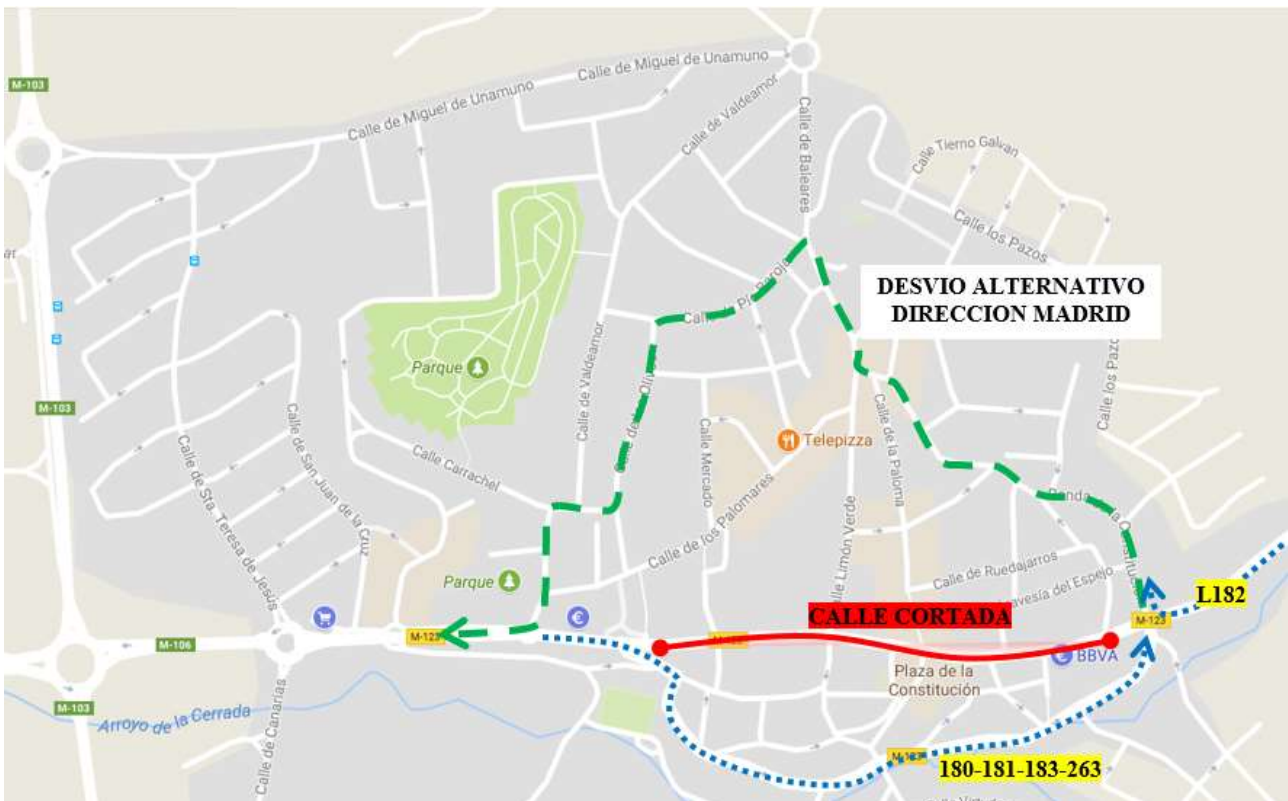 M-103
Calle de Miguel de Unamuno
Calle de Miguel de Unamuno
Calle de Valdeamor
Calle de Baleares
Calle Tierno Galvan
Calle los Pazos
DESVIO ALTERNATIVO
DIRECCION MADRID
Parque
Calle de Valdeamor
M-103
Calle de Sta. Teresa de Jesús
Calle de San Juan de la Cruz
Calle Carrachel
Calle Mercado
Telepizza
Calle de la Paloma
Calle los Pazos
Calle de los Palomares
Calle Limón Verde
Calle de Ruedajarros
Parque
L182
CALLE CORTADA
M-106
M-123
M-123
BBVA
Plaza de la
Constitución
M-103
Arroyo de la Cerrada
Calle de Canarias
180-181-183-263